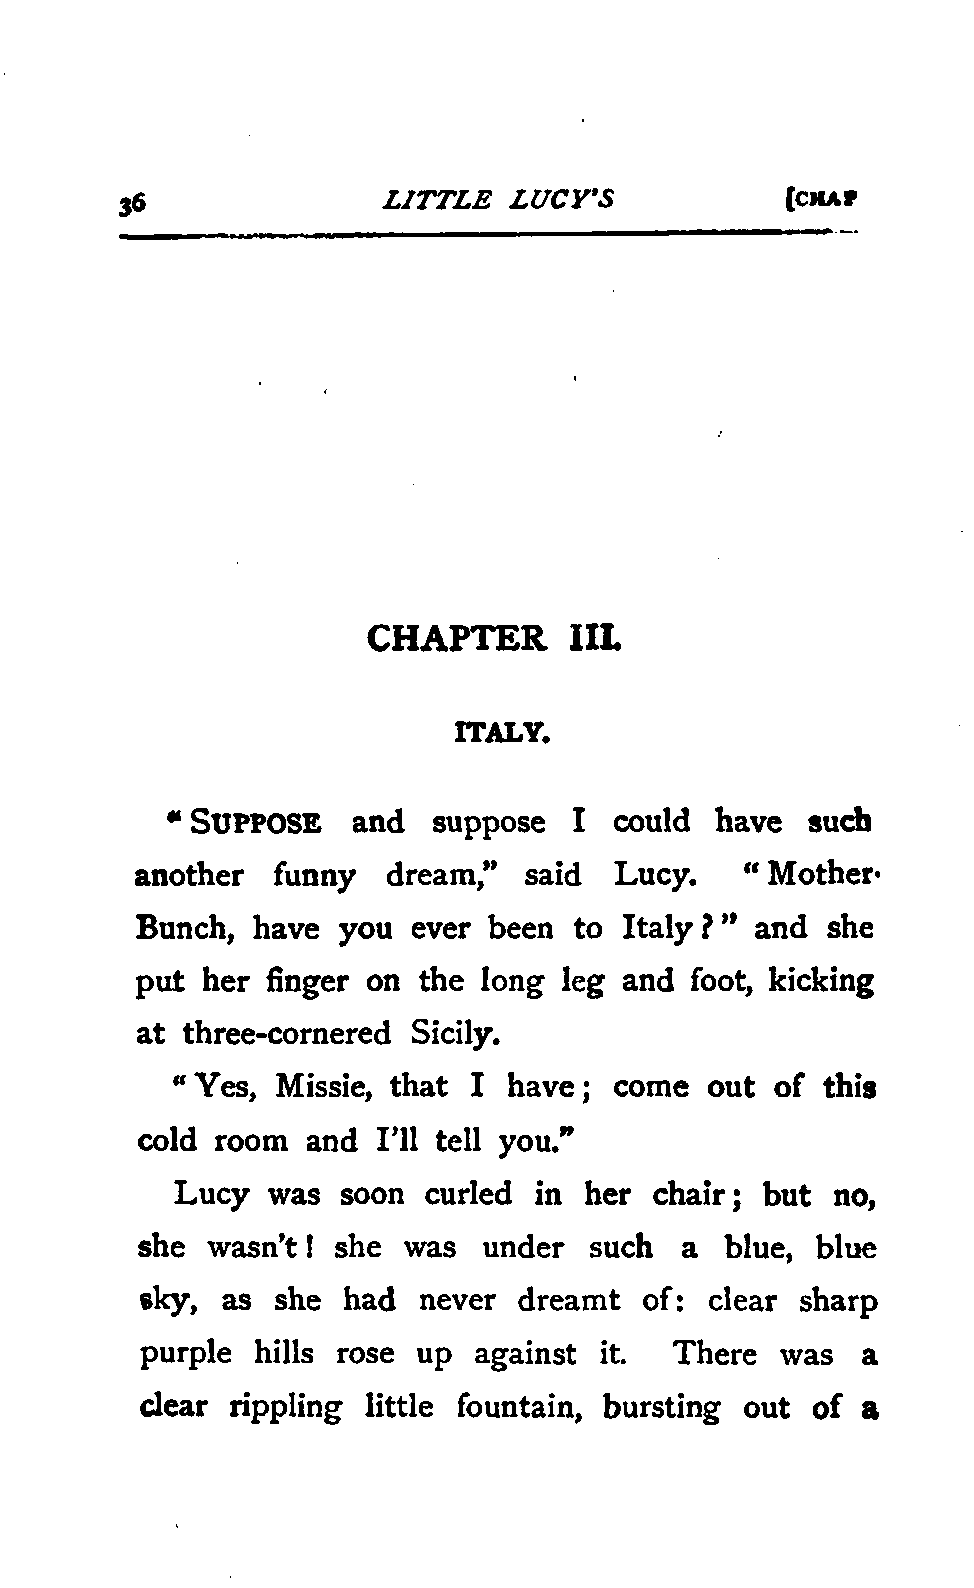 36 LITTLE LUCY'S [CHAP
CHAPTER III.
ITALY.
"SUPPOSE and suppose I could have such
another funny dream," said Lucy. "Mother-
Bunch, have you ever been to Italy?" and she
put her finger on the long leg and foot, kicking
at three-cornered Sicily.
"Yes, Missie, that I have; come out of this
cold room and I'll tell you."
Lucy was soon curled in her chair; but no,
she wasn't! she was under such a blue, blue
sky, as she had never dreamt of: clear sharp
purple hills rose up against it. There was a
clear rippling little fountain, bursting out of a